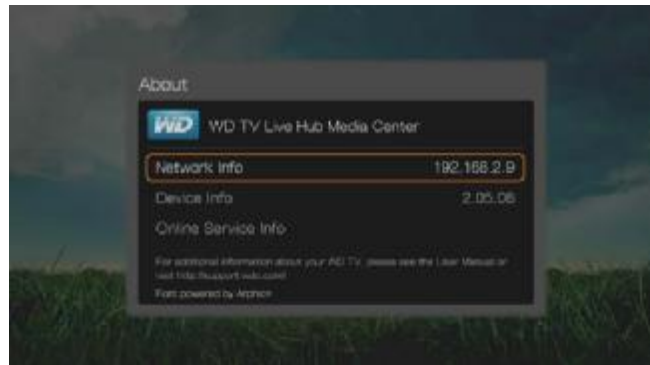 About
WD WD TV Live Hub Media Center
Network Info 192.168.2.9
Device Info 2.05.08
Online Service Info
For additional information about your WD TV, please see the User Manual or
visit http://support.wdc.com/
Font powered by Arphic®